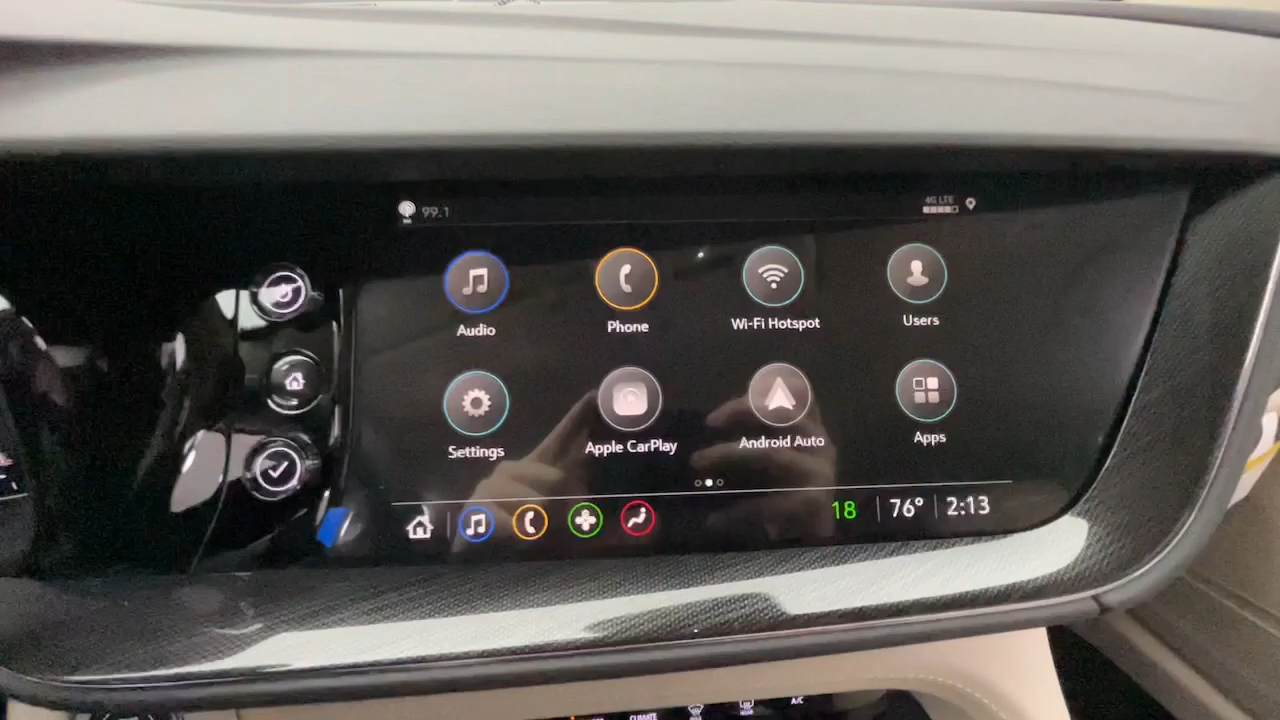 99.1
4G LTE
Audio
Phone
Wi-Fi Hotspot
Users
Settings
Apple CarPlay
Android Auto
Apps
18
76°
2:13
CLIMATE
A/C